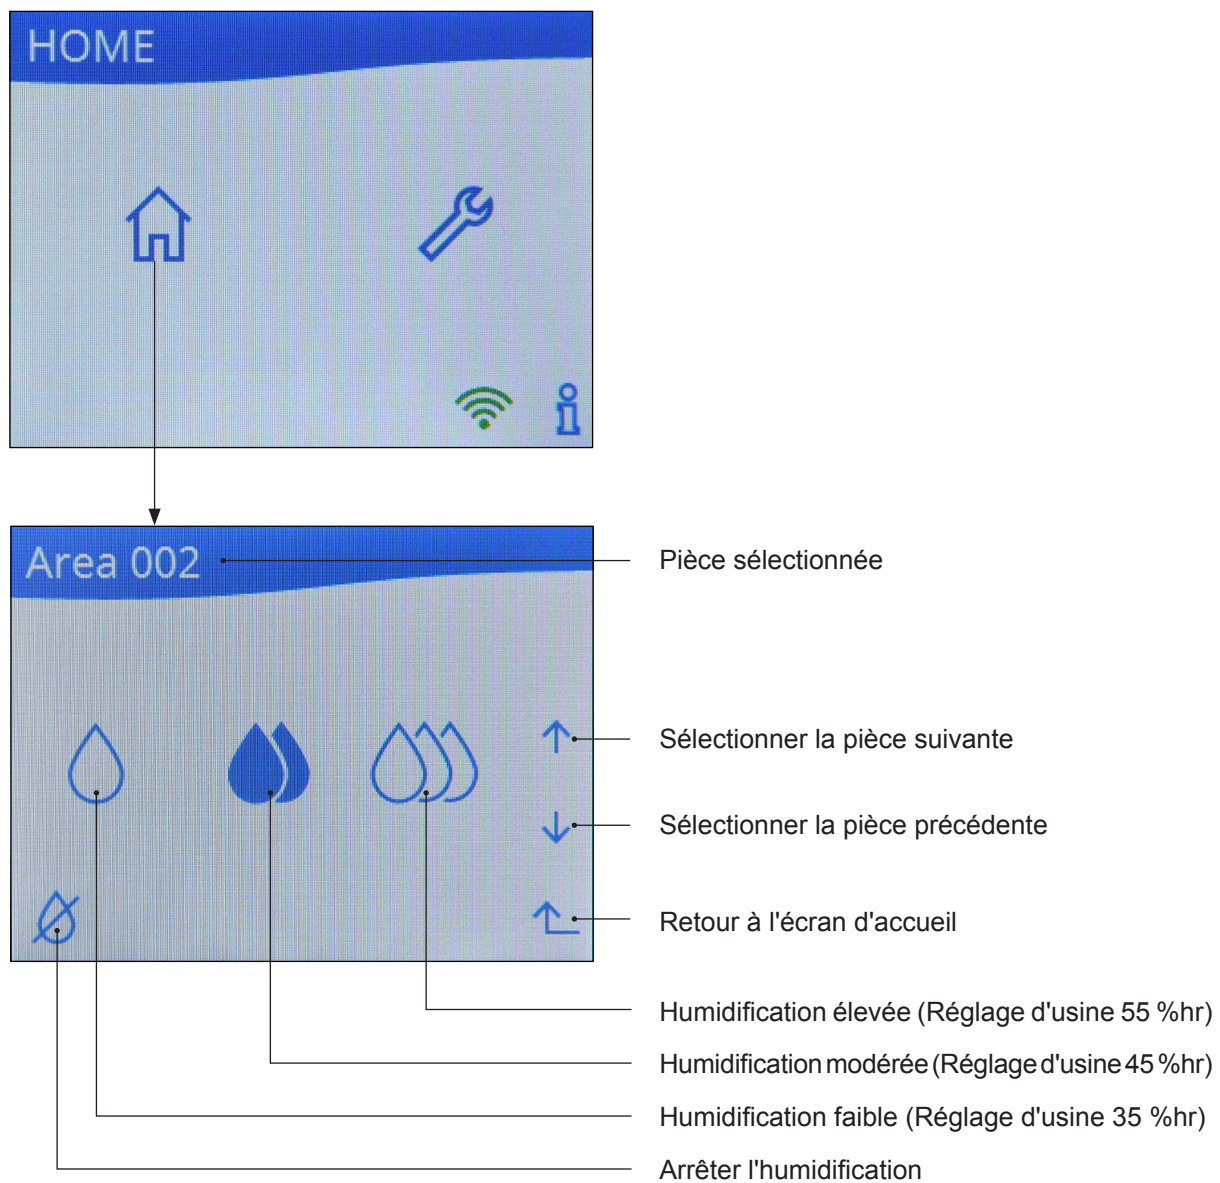 HOME
Area 002
Pièce sélectionnée
Sélectionner la pièce suivante
Sélectionner la pièce précédente
Retour à l'écran d'accueil
Humidification élevée (Réglage d'usine 55 %hr)
Humidification modérée (Réglage d'usine 45 %hr)
Humidification faible (Réglage d'usine 35 %hr)
Arrêter l'humidification